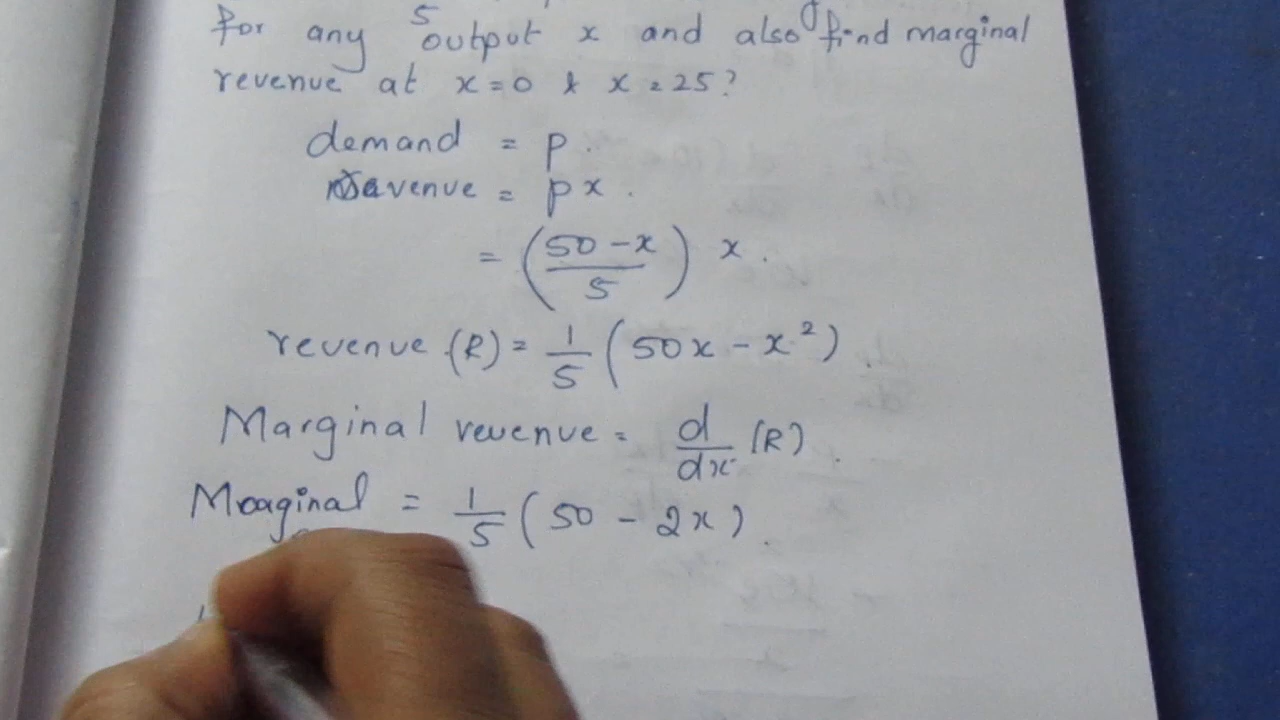 for any 5 output x and also find marginal
revenue at x=0 & x=25?
demand = p.
revenue = px.
= (50-x/5) x.
revenue (R) = 1/5 (50x - x²).
Marginal revenue = d/dx (R).
Marginal = 1/5 (50 - 2x).